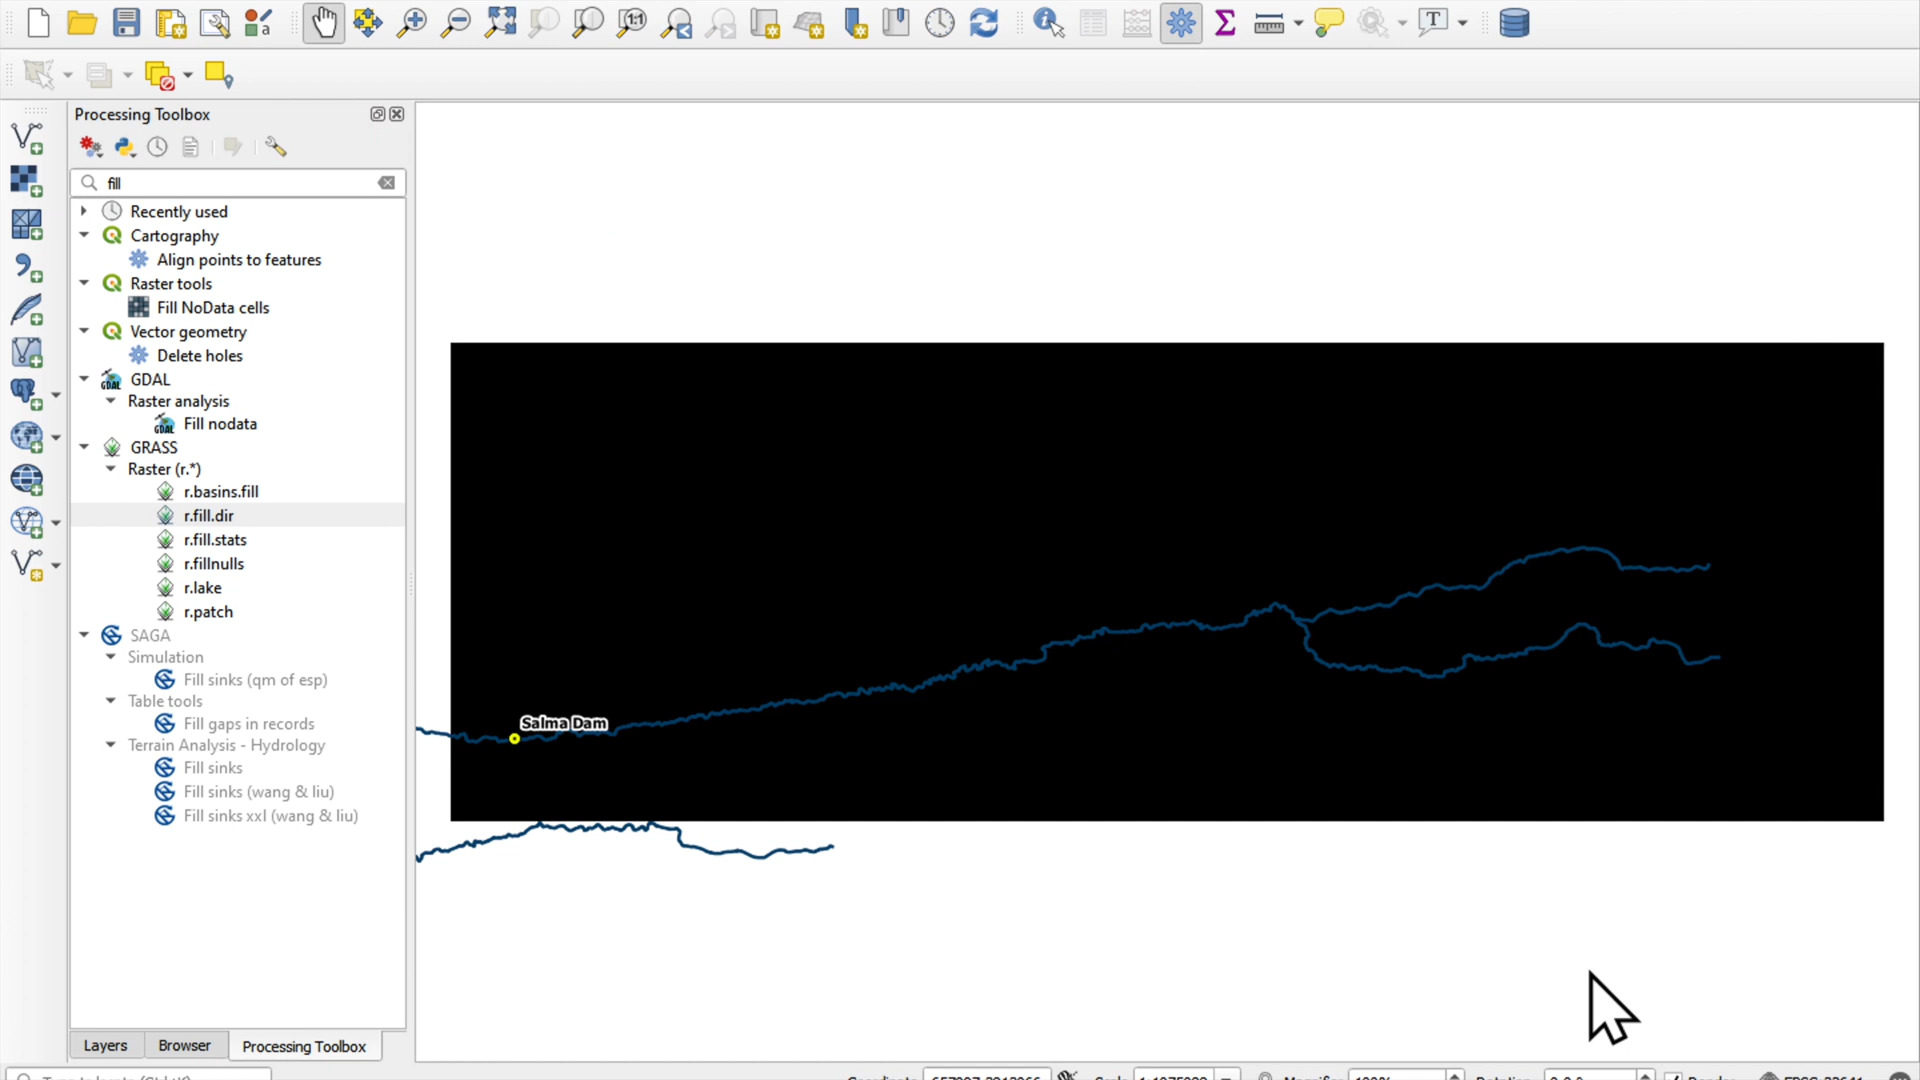 Processing Toolbox
fill
Recently used
Cartography
Align points to features
Raster tools
Fill NoData cells
Vector geometry
Delete holes
GDAL
Raster analysis
Fill nodata
GRASS
Raster (r.*)
r.basins.fill
r.fill.dir
r.fill.stats
r.fillnulls
r.lake
r.patch
SAGA
Simulation
Fill sinks (qm of esp)
Table tools
Fill gaps in records
Terrain Analysis - Hydrology
Fill sinks
Fill sinks (wang & liu)
Fill sinks xxl (wang & liu)
Salma Dam
Layers Browser Processing Toolbox